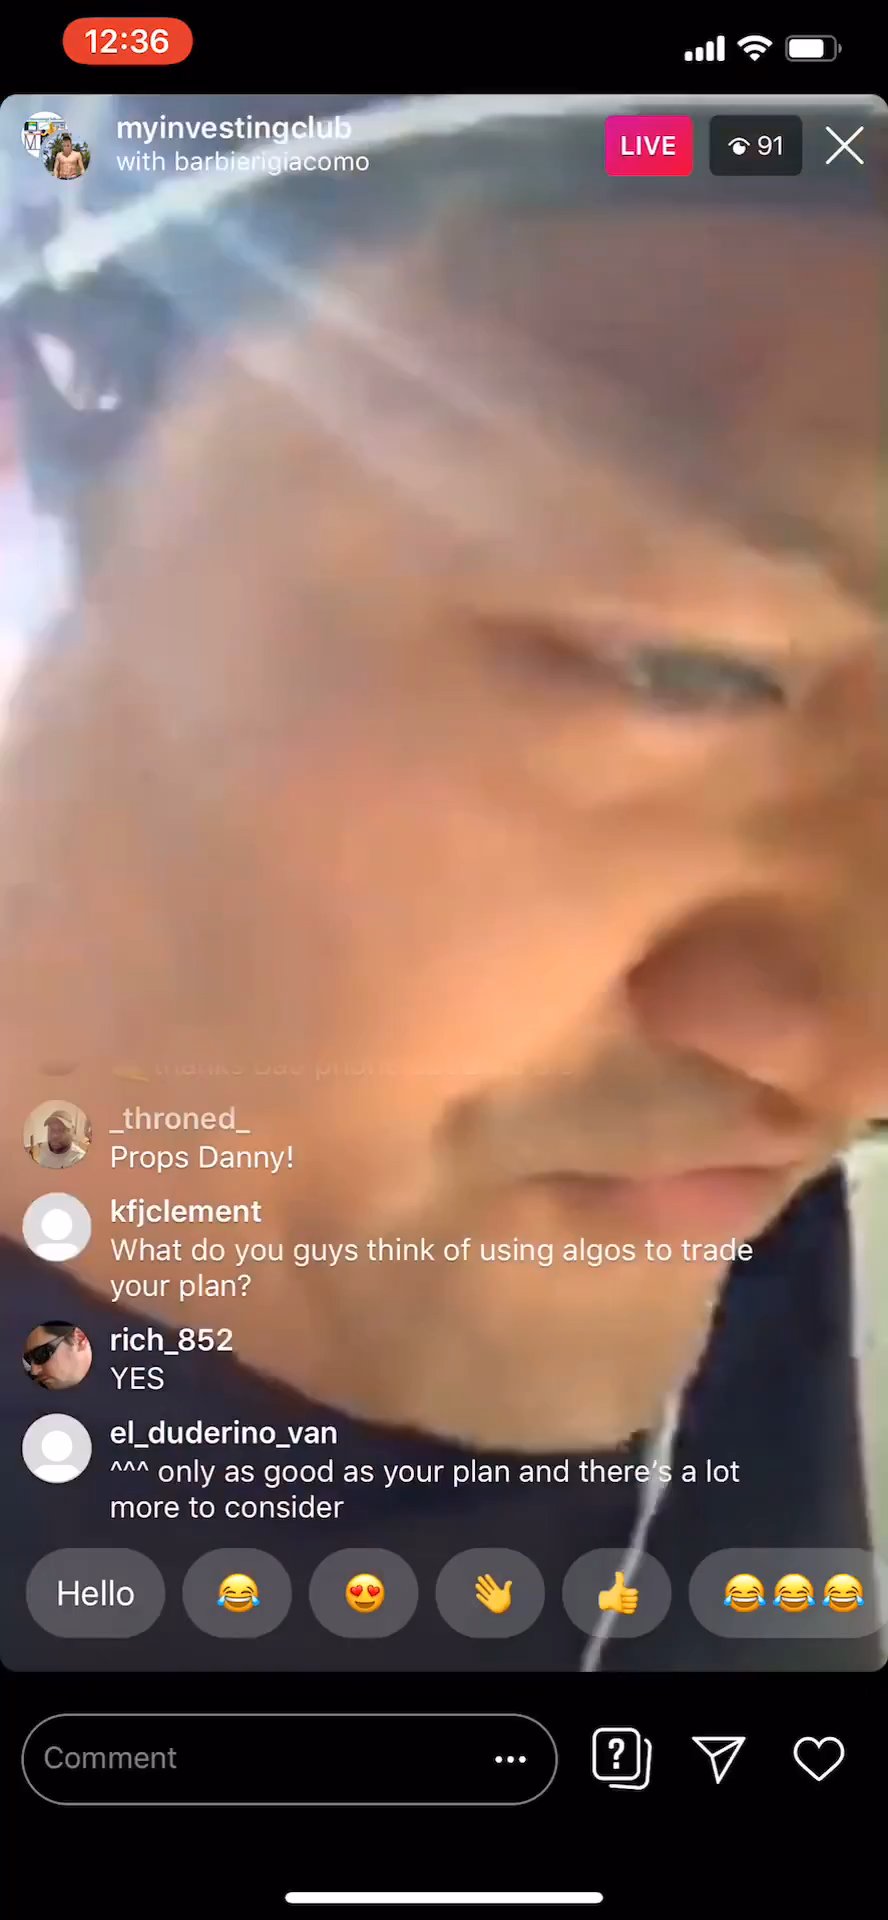 12:36
myinvestingclub
with barbierigiacomo
LIVE
91
_throned_
Props Danny!
kfjclement
What do you guys think of using algos to trade
your plan?
rich_852
YES
el_duderino_van
^^^ only as good as your plan and there's a lot
more to consider
Hello
Comment